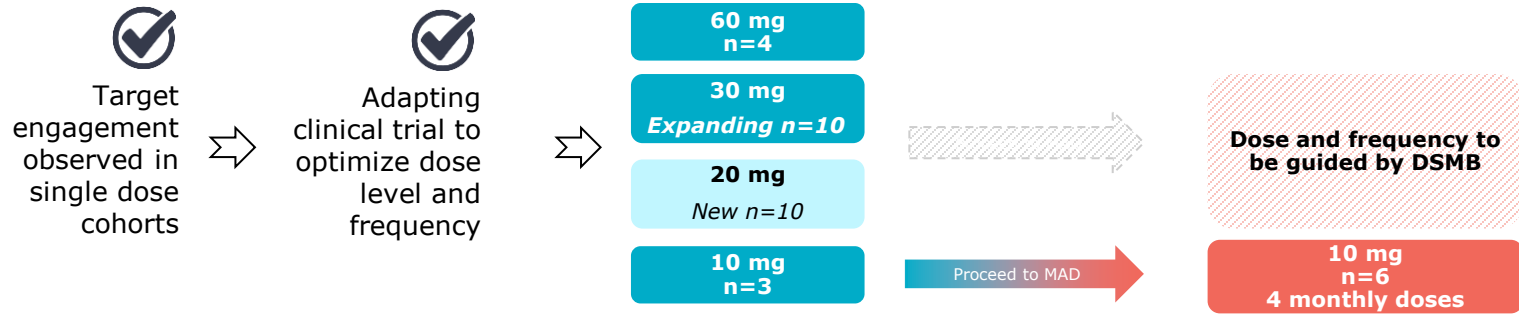 Target
engagement
observed in
single dose
cohorts
Adapting
clinical trial to
optimize dose
level and
frequency
60 mg
n=4
30 mg
Expanding n=10
20 mg
New n=10
10 mg
n=3
Proceed to MAD
Dose and frequency to
be guided by DSMB
10 mg
n=6
4 monthly doses